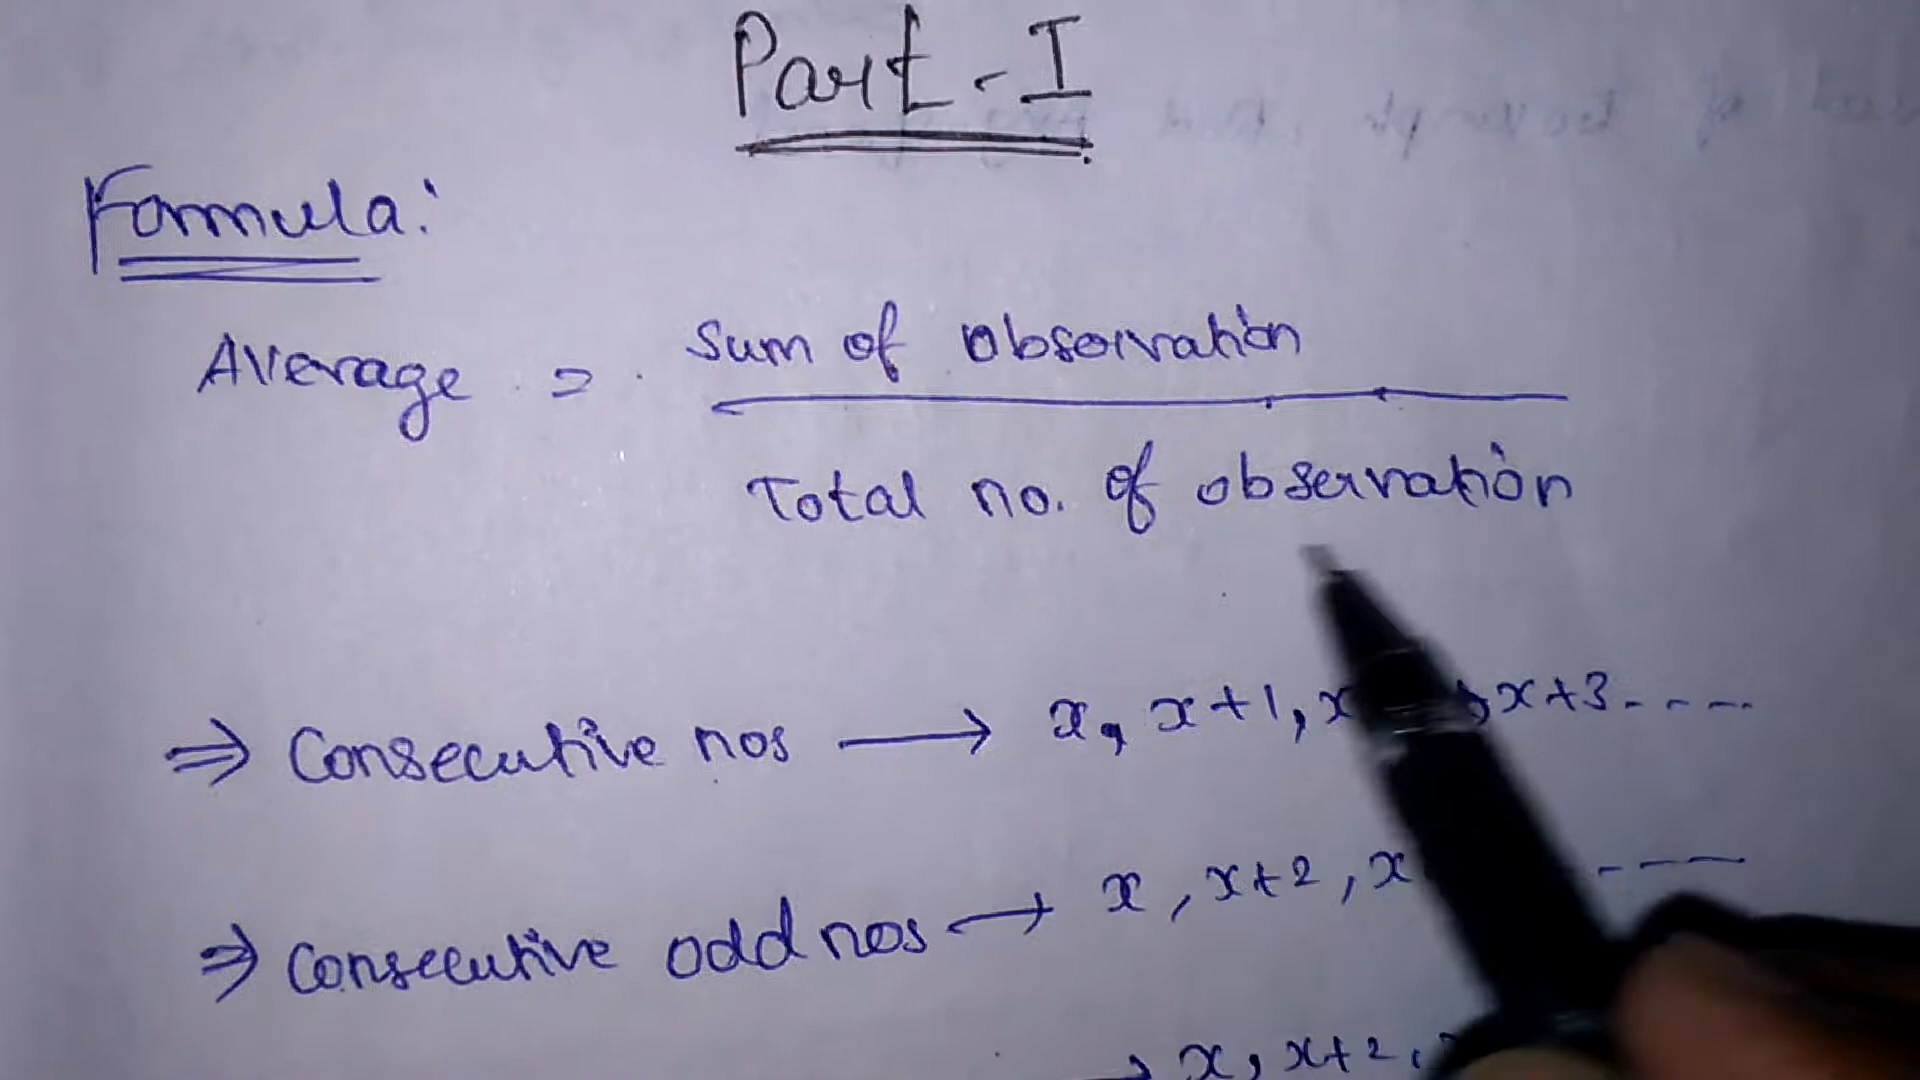 Part - I
Formula:
Average = Sum of observation
Total no. of observation
⇒ Consecutive nos → x, x+1, x , x+3 ----
⇒ Consecutive odd nos → x, x+2, x ----
→ x, x+2,